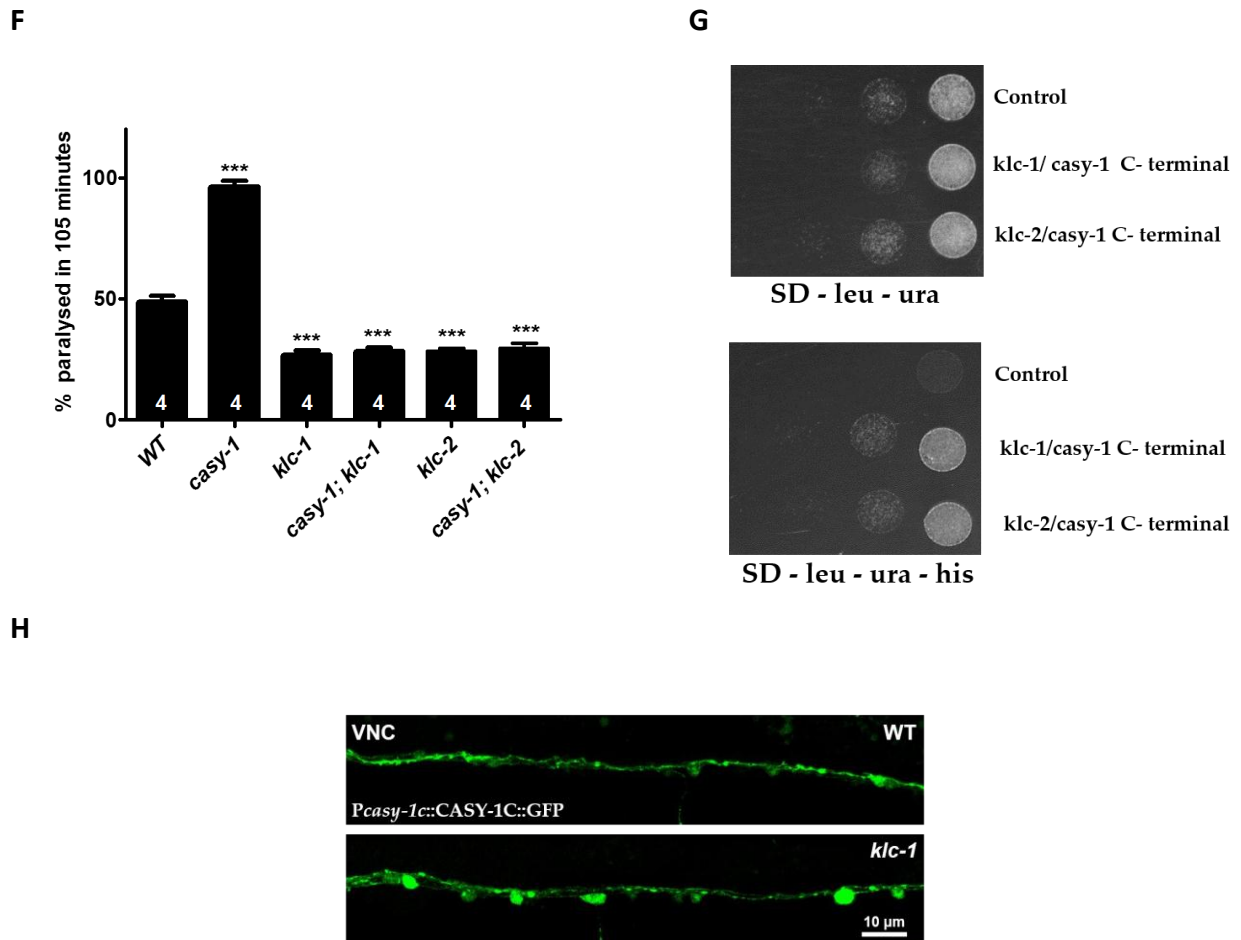 F
% paralysed in 105 minutes
100
50
0
***
***
***
***
***
4
4
4
4
4
4
WT
casy-1
klc-1
casy-1; klc-1
klc-2
casy-1; klc-2
G
Control
klc-1/ casy-1 C- terminal
klc-2/casy-1 C- terminal
SD - leu - ura
Control
klc-1/casy-1 C- terminal
klc-2/casy-1 C- terminal
SD - leu - ura - his
H
VNC
WT
Pcasy-1c::CASY-1C::GFP
klc-1
10 µm